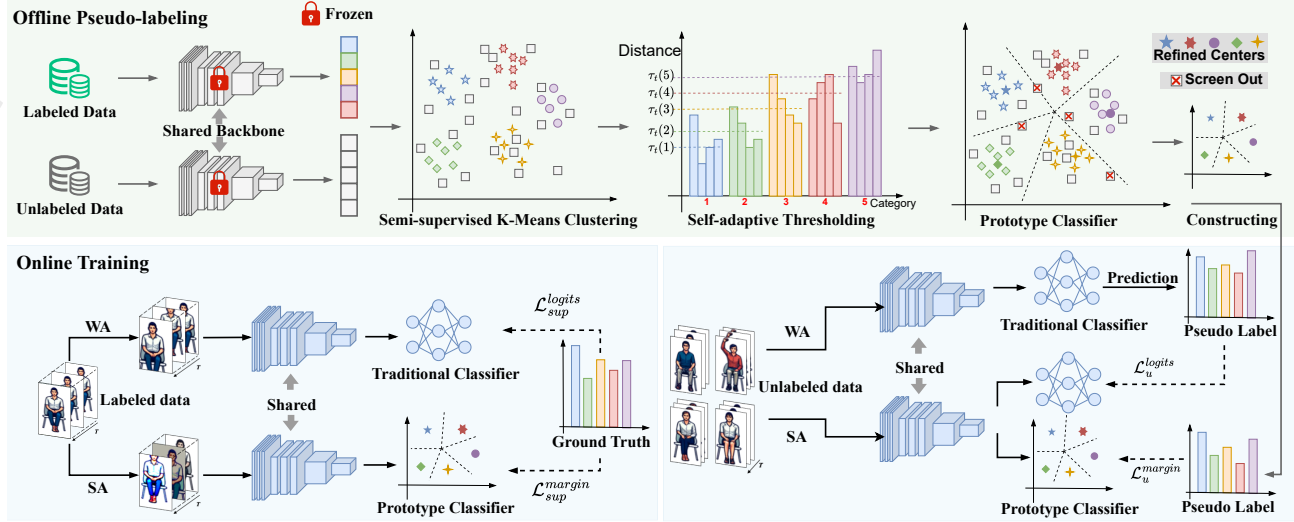 Offline Pseudo-labeling
Frozen
Labeled Data
Shared Backbone
Unlabeled Data
Semi-supervised K-Means Clustering
Distance
τt(5)
τt(4)
τt(3)
τt(2)
τt(1)
1 2 3 4 5 Category
Self-adaptive Thresholding
Prototype Classifier
Refined Centers
Screen Out
Constructing
Online Training
WA
Labeled data
r
r
SA
r
Shared
Traditional Classifier
Prototype Classifier
L_sup^logits
Ground Truth
L_sup^margin
WA
Unlabeled data
SA
r
Shared
Traditional Classifier
Prediction
Pseudo Label
L_u^logits
L_u^margin
Prototype Classifier
Pseudo Label